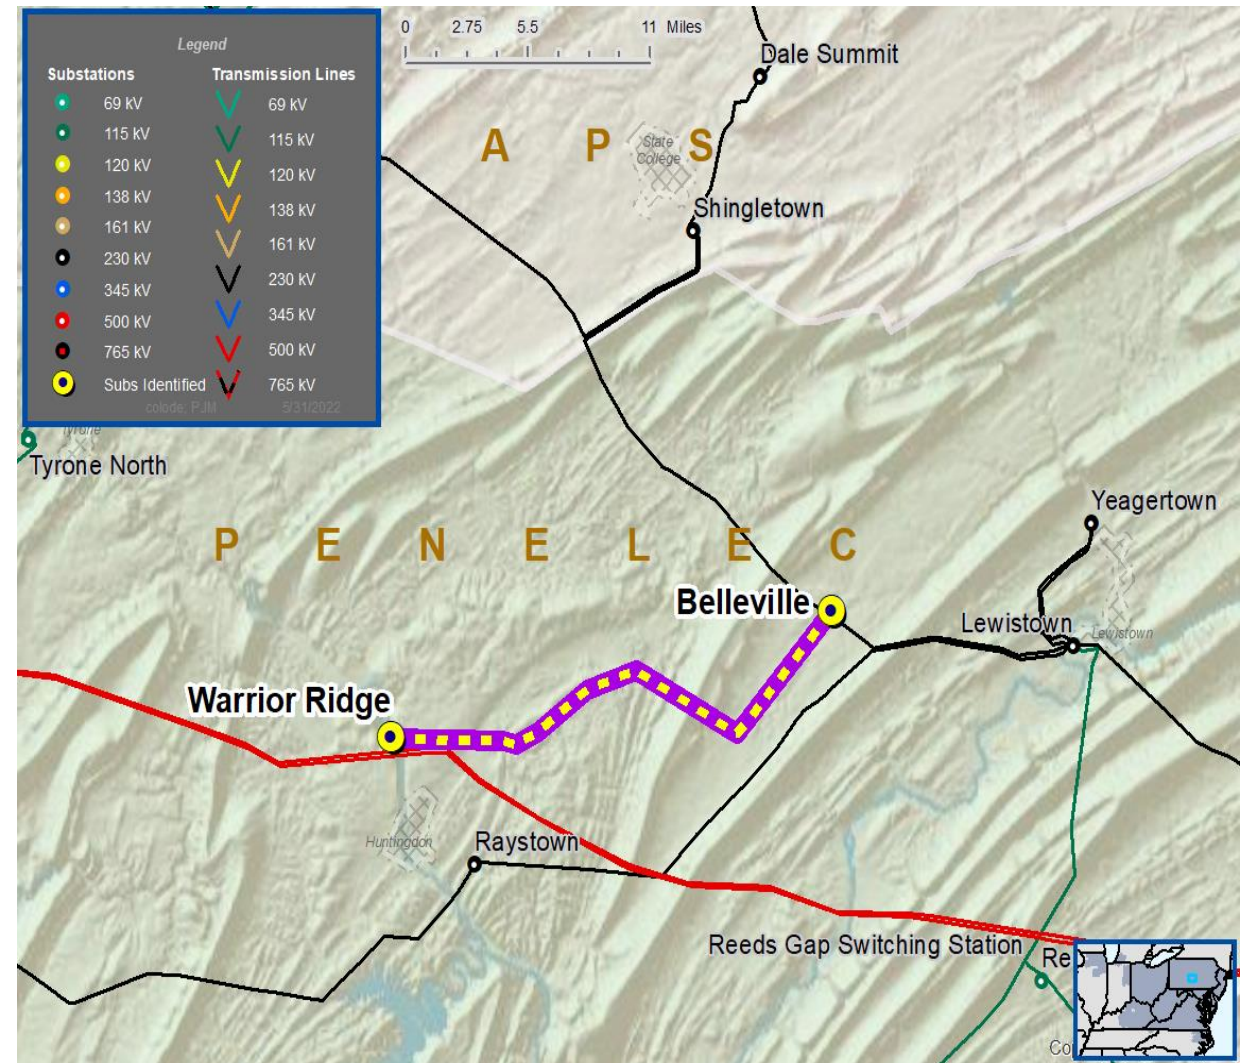 Legend
Substations Transmission Lines
69 kV 69 kV
115 kV 115 kV
120 kV 120 kV
138 kV 138 kV
161 kV 161 kV
230 kV 230 kV
345 kV 345 kV
500 kV 500 kV
765 kV 765 kV
Subs Identified
colode; PJM 5/31/2022
0 2.75 5.5 11 Miles
Dale Summit
A P S
State
College
Shingletown
Tyrone
Tyrone North
Yeagertown
P E N E L E C
Belleville
Lewistown
Lewistown
Warrior Ridge
Huntingdon
Raystown
Reeds Gap Switching Station
Re
Co